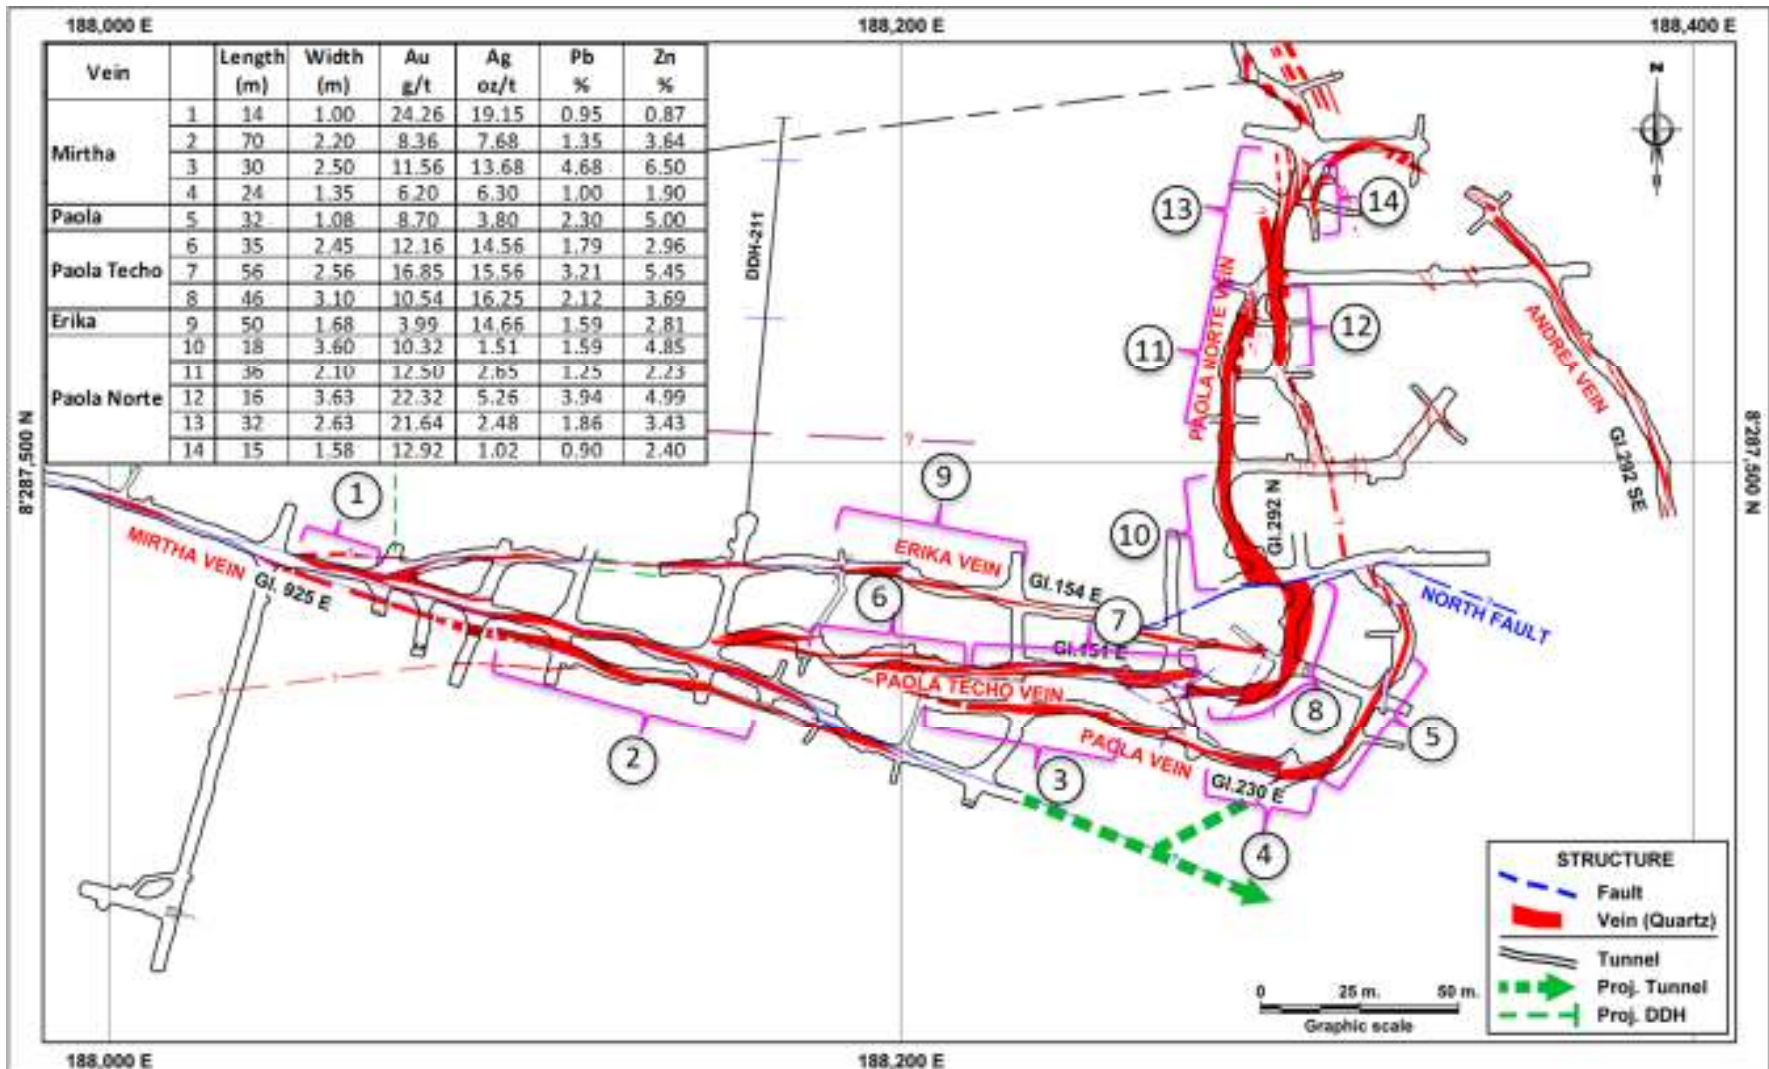 188,000 E 188,200 E 188,400 E
Vein Length (m) Width (m) Au g/t Ag oz/t Pb % Zn %
Mirtha
1 14 1.00 24.26 19.15 0.95 0.87
2 70 2.20 8.36 7.68 1.35 3.64
3 30 2.50 11.56 13.68 4.68 6.50
4 24 1.35 6.20 6.30 1.00 1.90
Paola
5 32 1.08 8.70 3.80 2.30 5.00
Paola Techo
6 35 2.45 12.16 14.56 1.79 2.96
7 56 2.56 16.85 15.56 3.21 5.45
8 46 3.10 10.54 16.25 2.12 3.69
Erika
9 50 1.68 3.99 14.66 1.59 2.81
Paola Norte
10 18 3.60 10.32 1.51 1.59 4.85
11 36 2.10 12.50 2.65 1.25 2.23
12 16 3.63 22.32 5.26 3.94 4.99
13 32 2.63 21.64 2.48 1.86 3.43
14 15 1.58 12.92 1.02 0.90 2.40
N
DDH-211
13
14
12
11
PAOLA NORTE VEIN
ANDREA VEIN
Gl.292 SE
8'287,500 N
8'287,500 N
?
1
9
10
Gl.292 N
?
MIRTHA VEIN
Gl. 925 E
ERIKA VEIN
Gl.154 E
6
7
NORTH FAULT
Gl.151 E
PAOLA TECHO VEIN
8
5
2
3
PAOLA VEIN
Gl.230 E
4
STRUCTURE
Fault
Vein (Quartz)
Tunnel
Proj. Tunnel
Proj. DDH
0 25 m. 50 m.
Graphic scale
188,000 E 188,200 E